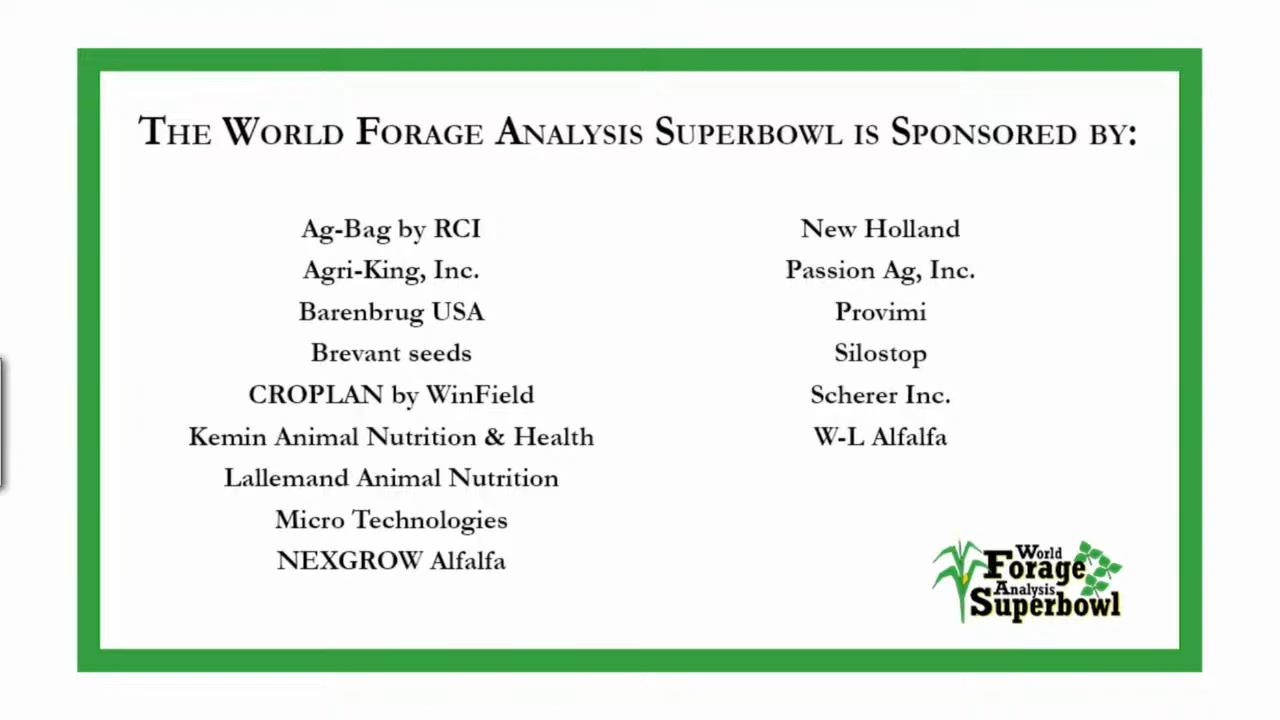 THE WORLD FORAGE ANALYSIS SUPERBOWL IS SPONSORED BY:
Ag-Bag by RCI
Agri-King, Inc.
Barenbrug USA
Brevant seeds
CROPLAN by WinField
Kemin Animal Nutrition & Health
Lallemand Animal Nutrition
Micro Technologies
NEXGROW Alfalfa
New Holland
Passion Ag, Inc.
Provimi
Silostop
Scherer Inc.
W-L Alfalfa
World
Forage
Analysis
Superbowl